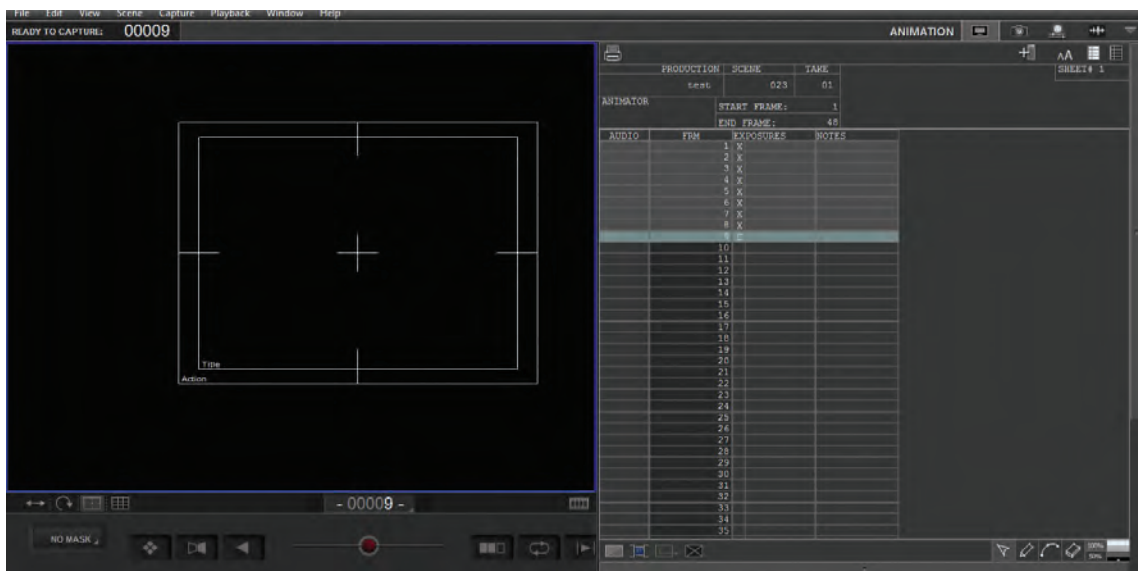 File Edit View Scene Capture Playback Window Help
READY TO CAPTURE: 00009
ANIMATION
AA
PRODUCTION SCENE TAKE SHEET# 1
test 023 01
ANIMATOR
START FRAME: 1
END FRAME: 48
AUDIO FRM EXPOSURES NOTES
1 X
2 X
3 X
4 X
5 X
6 X
7 X
8 X
9
10
11
12
13
14
15
16
17
18
19
20
21
22
23
24
25
26
27
28
29
30
31
32
33
34
35
Title
Action
- 00009 -
NO MASK
100%
50%